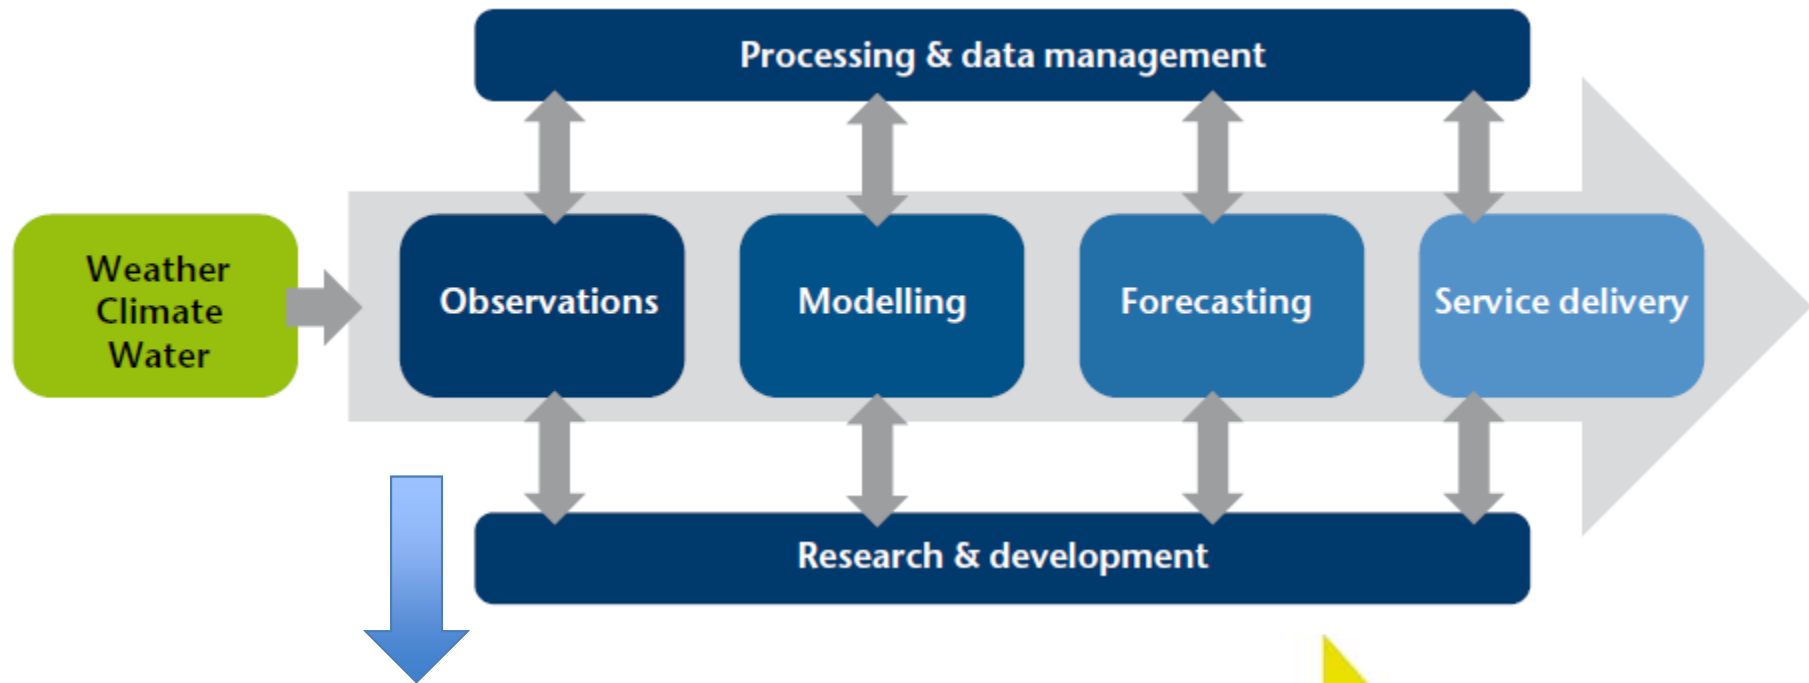 Processing & data management
Weather
Climate
Water
Observations
Modelling
Forecasting
Service delivery
Research & development